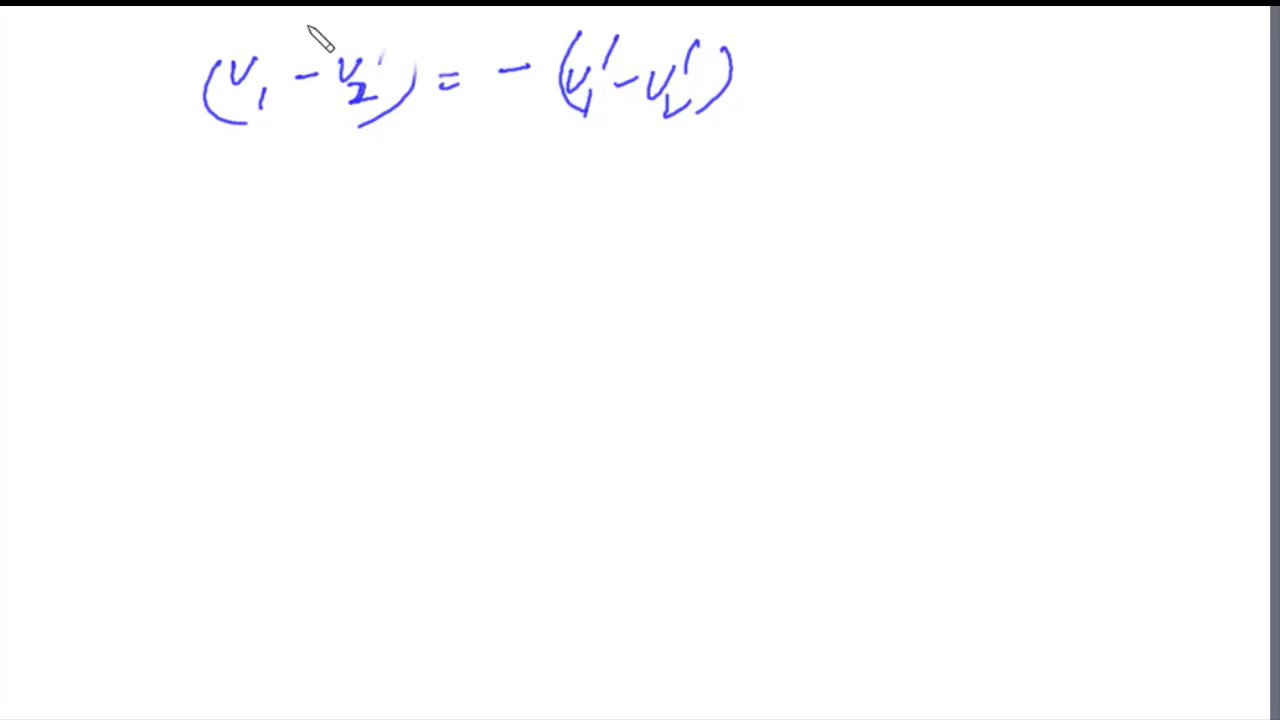 (v₁ - v₂') = - (v₁' - v₂')